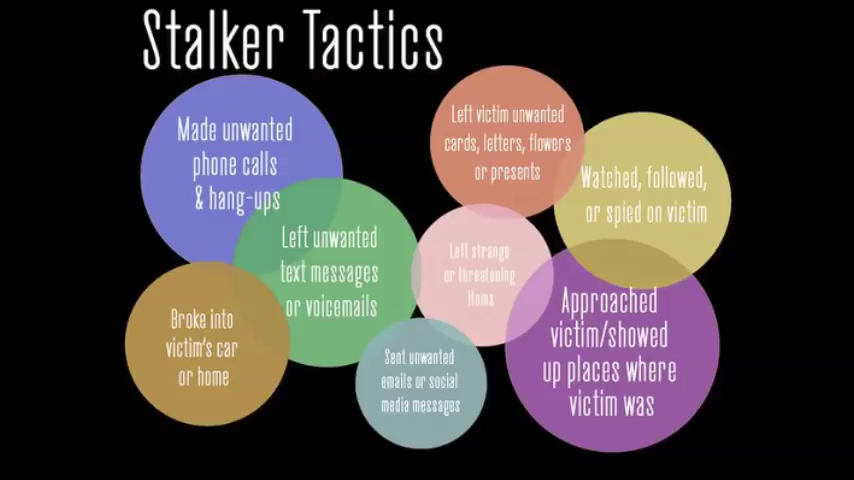 Stalker Tactics
Made unwanted
phone calls
& hang-ups
Left victim unwanted
cards, letters, flowers
or presents
Watched, followed,
or spied on victim
Left unwanted
text messages
or voicemails
Left strange
or threatening
items
Broke into
victim's car
or home
Sent unwanted
emails or social
media messages
Approached
victim/showed
up places where
victim was